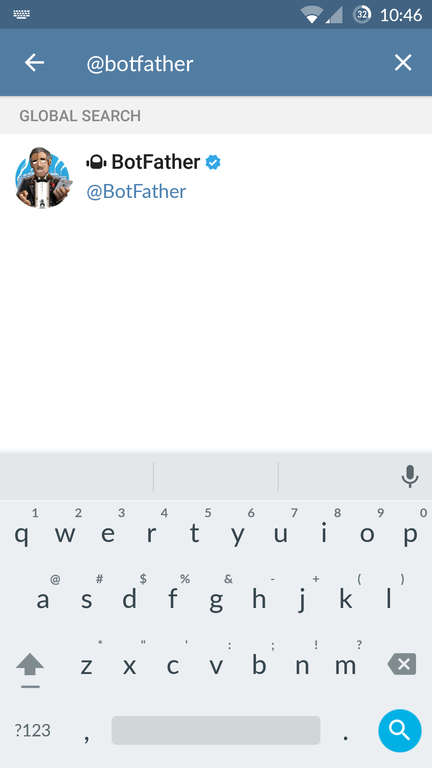 32 10:46
@botfather
GLOBAL SEARCH
BotFather
@BotFather
1 2 3 4 5 6 7 8 9 0
q w e r t y u i o p
@ # $ % & - + ( )
a s d f g h j k l
* " ' : ; ! ?
z x c v b n m
?123 , .